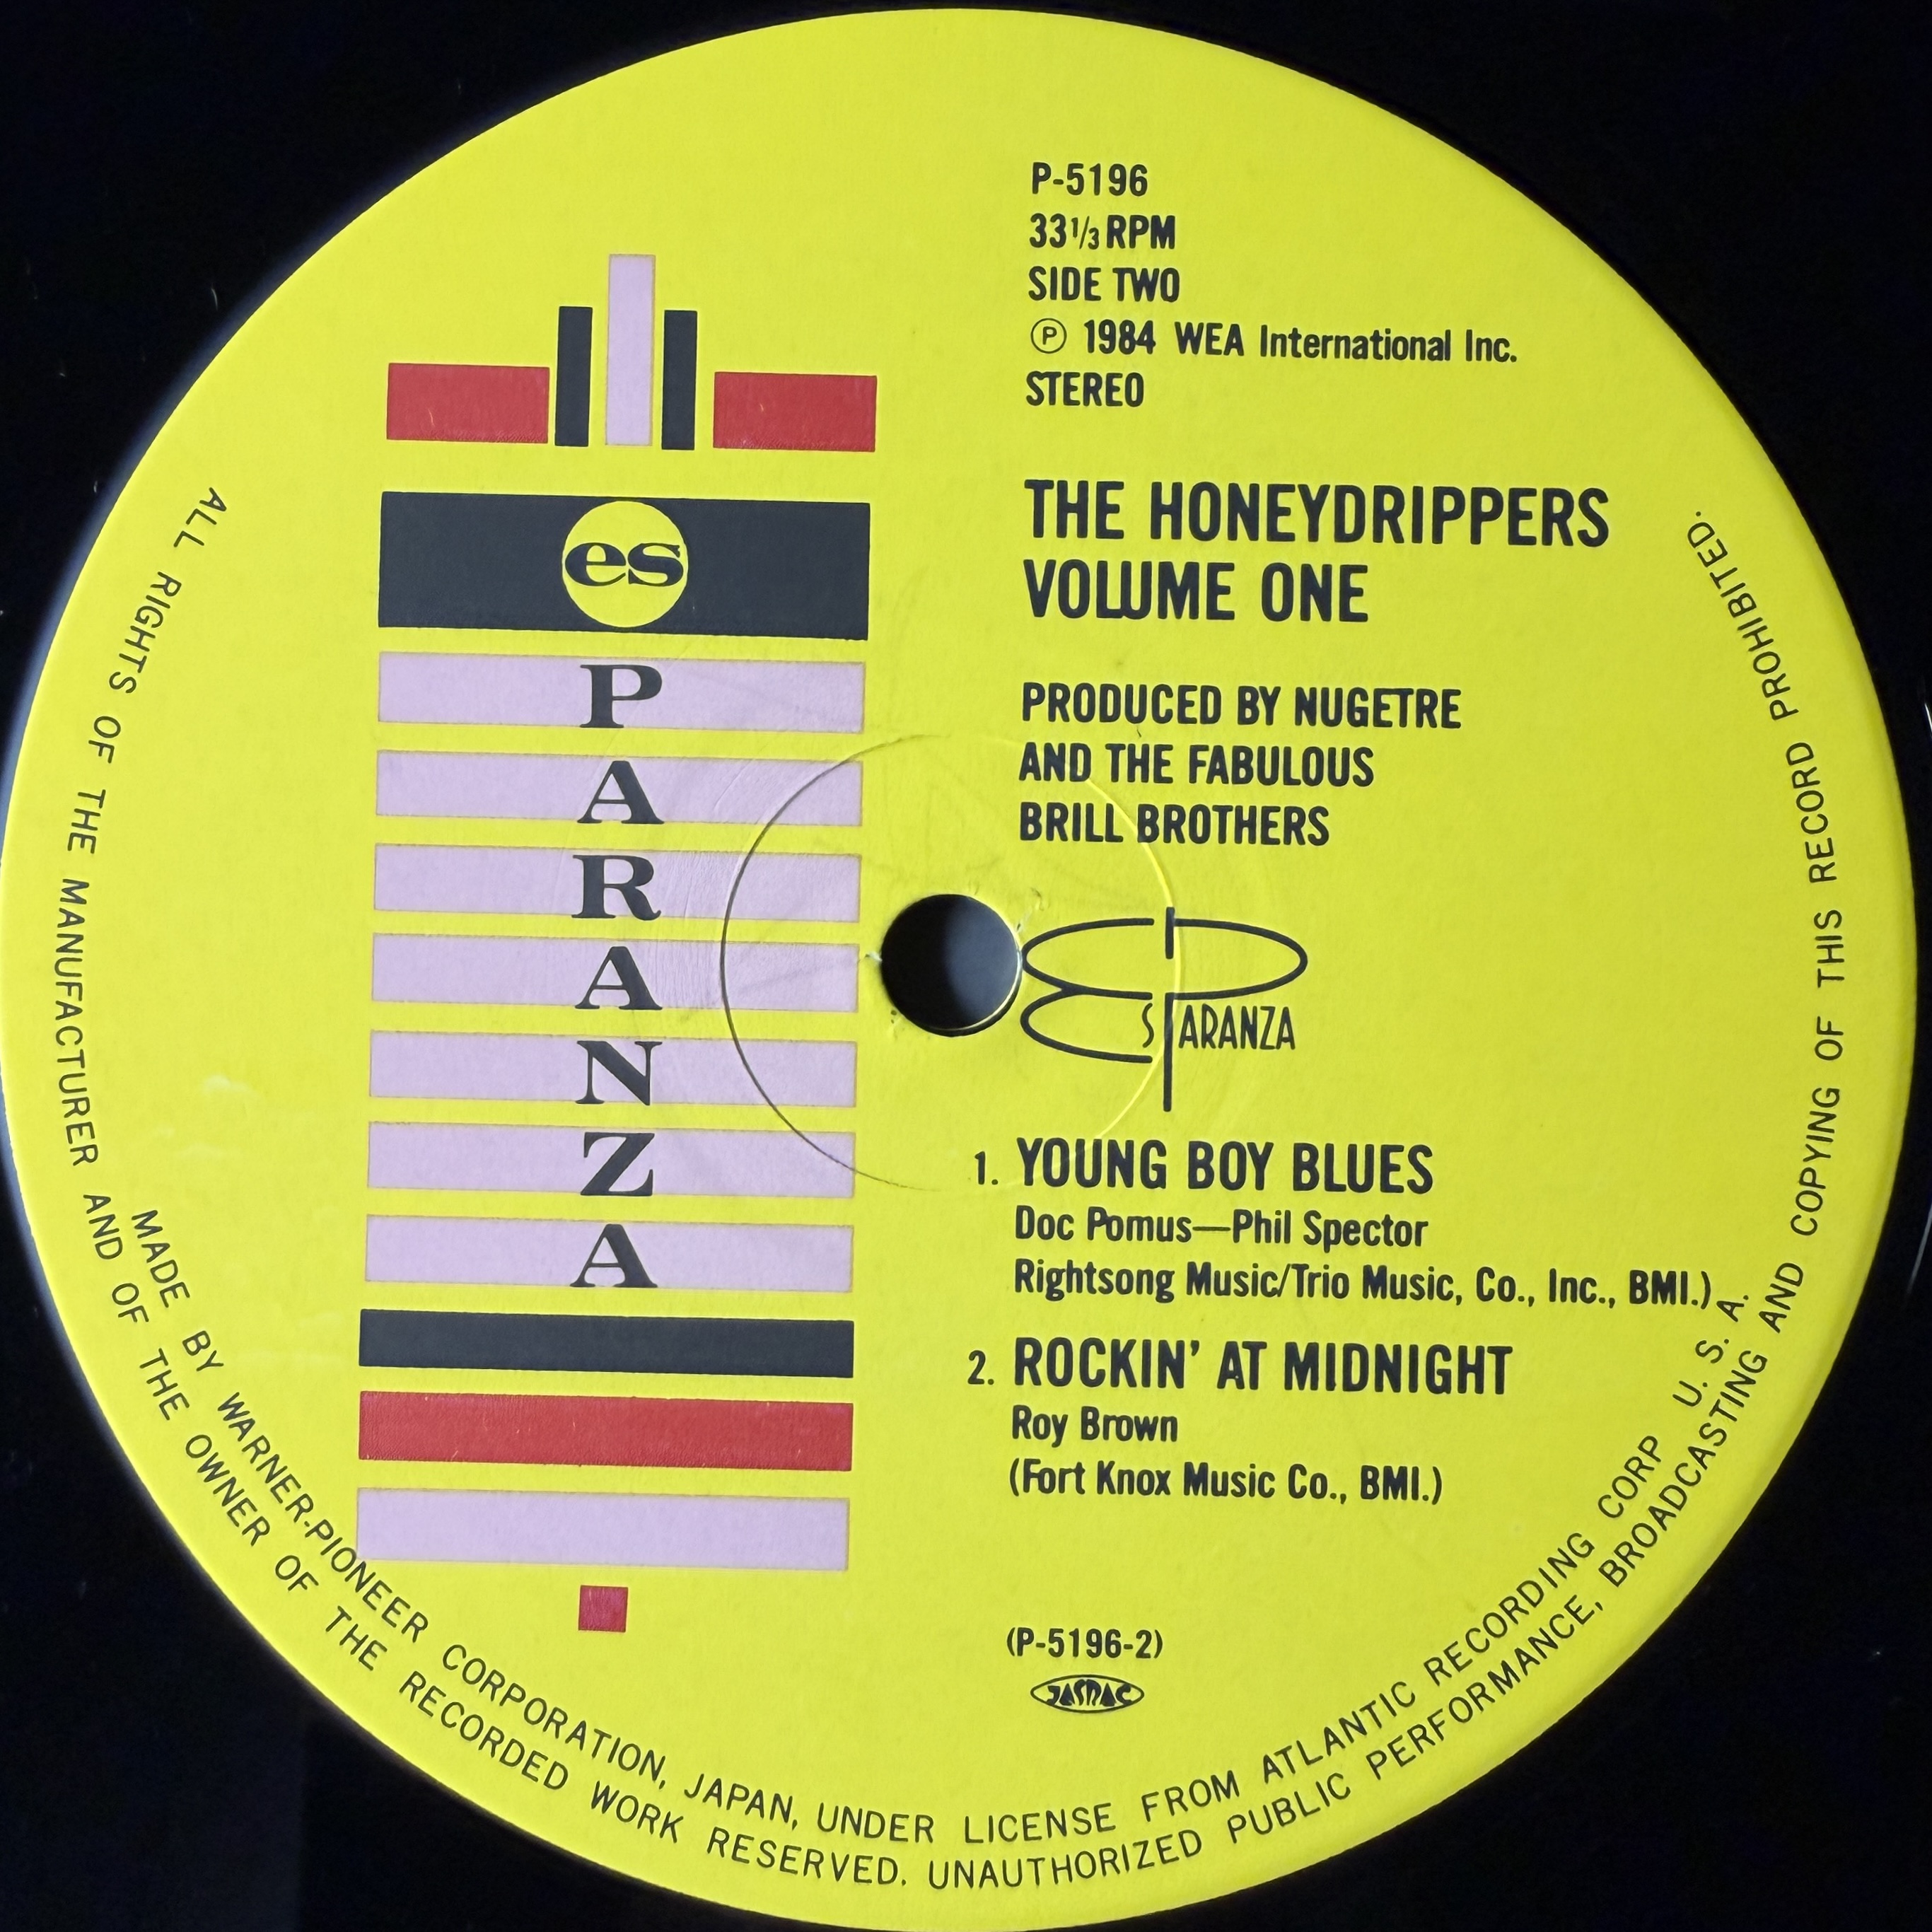 P-5196
33 1/3 RPM
SIDE TWO
Ⓟ 1984 WEA International Inc.
STEREO
THE HONEYDRIPPERS
VOLUME ONE
PRODUCED BY NUGETRE
AND THE FABULOUS
BRILL BROTHERS
es
P
A
R
A
N
Z
A
ES PARANZA
1. YOUNG BOY BLUES
Doc Pomus—Phil Spector
Rightsong Music/Trio Music, Co., Inc., BMI.)
2. ROCKIN' AT MIDNIGHT
Roy Brown
(Fort Knox Music Co., BMI.)
(P-5196-2)
JASRAC
MADE BY WARNER-PIONEER CORPORATION, JAPAN, UNDER LICENSE FROM ATLANTIC RECORDING CORP U. S. A.
ALL RIGHTS OF THE MANUFACTURER AND OF THE OWNER OF THE RECORDED WORK RESERVED. UNAUTHORIZED PUBLIC PERFORMANCE, BROADCASTING AND COPYING OF THIS RECORD PROHIBITED.